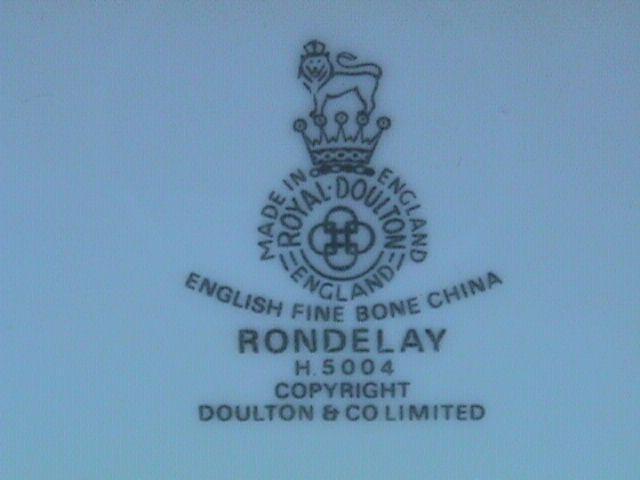 MADE IN ENGLAND
ROYAL·DOULTON
ENGLAND
ENGLISH FINE BONE CHINA
RONDELAY
H.5004
COPYRIGHT
DOULTON & CO LIMITED